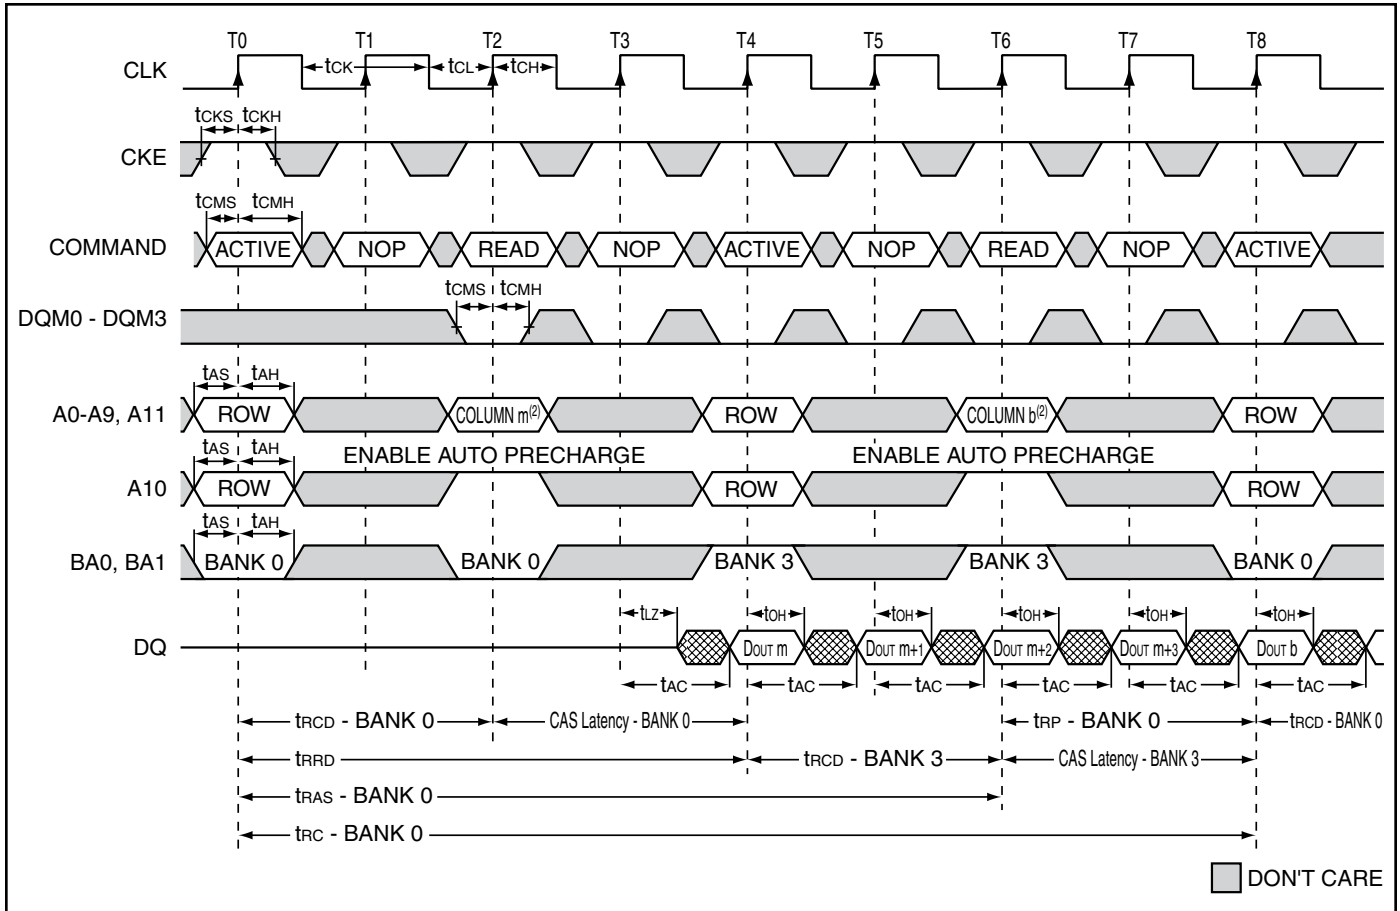 T0 T1 T2 T3 T4 T5 T6 T7 T8
CLK tCK tCL tCH
tCKS tCKH
CKE
tCMS tCMH
COMMAND ACTIVE NOP READ NOP ACTIVE NOP READ NOP ACTIVE
tCMS tCMH
DQM0 - DQM3
tAS tAH
A0-A9, A11 ROW COLUMN m(2) ROW COLUMN b(2) ROW
tAS tAH ENABLE AUTO PRECHARGE ENABLE AUTO PRECHARGE
A10 ROW ROW ROW
tAS tAH
BA0, BA1 BANK 0 BANK 0 BANK 3 BANK 3 BANK 0
tLZ tOH tOH tOH tOH tOH
DQ DOUT m DOUT m+1 DOUT m+2 DOUT m+3 DOUT b
tAC tAC tAC tAC tAC tAC
tRCD - BANK 0 CAS Latency - BANK 0 tRP - BANK 0 tRCD - BANK 0
tRRD tRCD - BANK 3 CAS Latency - BANK 3
tRAS - BANK 0
tRC - BANK 0
DON'T CARE